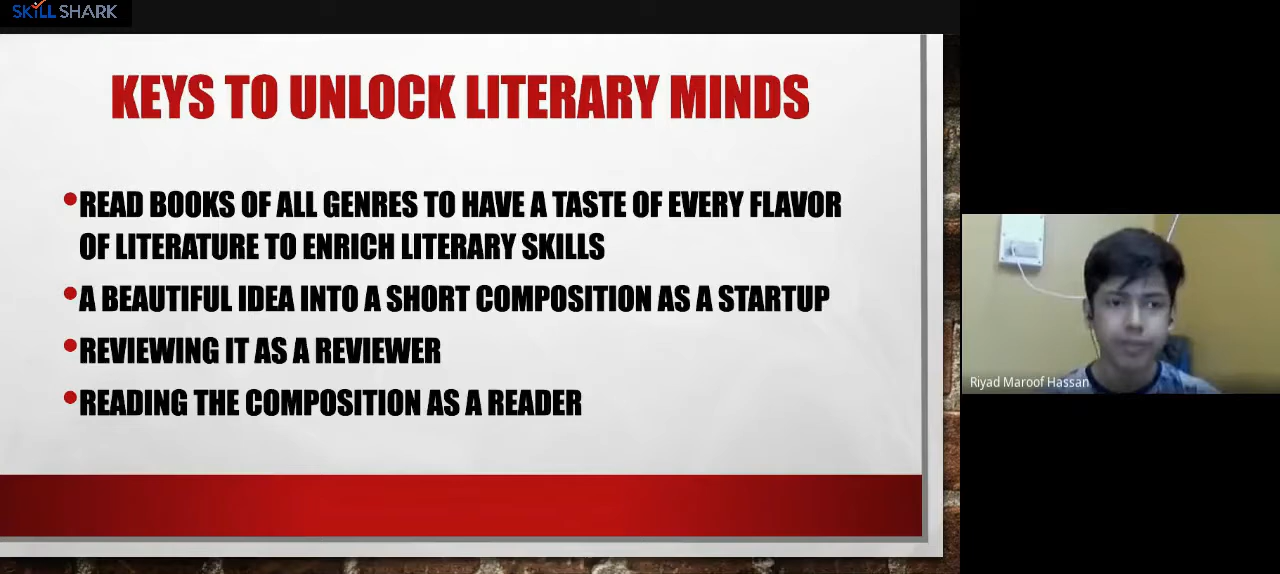 SKILL SHARK
KEYS TO UNLOCK LITERARY MINDS
•READ BOOKS OF ALL GENRES TO HAVE A TASTE OF EVERY FLAVOR
OF LITERATURE TO ENRICH LITERARY SKILLS
•A BEAUTIFUL IDEA INTO A SHORT COMPOSITION AS A STARTUP
•REVIEWING IT AS A REVIEWER
•READING THE COMPOSITION AS A READER
Riyad Maroof Hassan